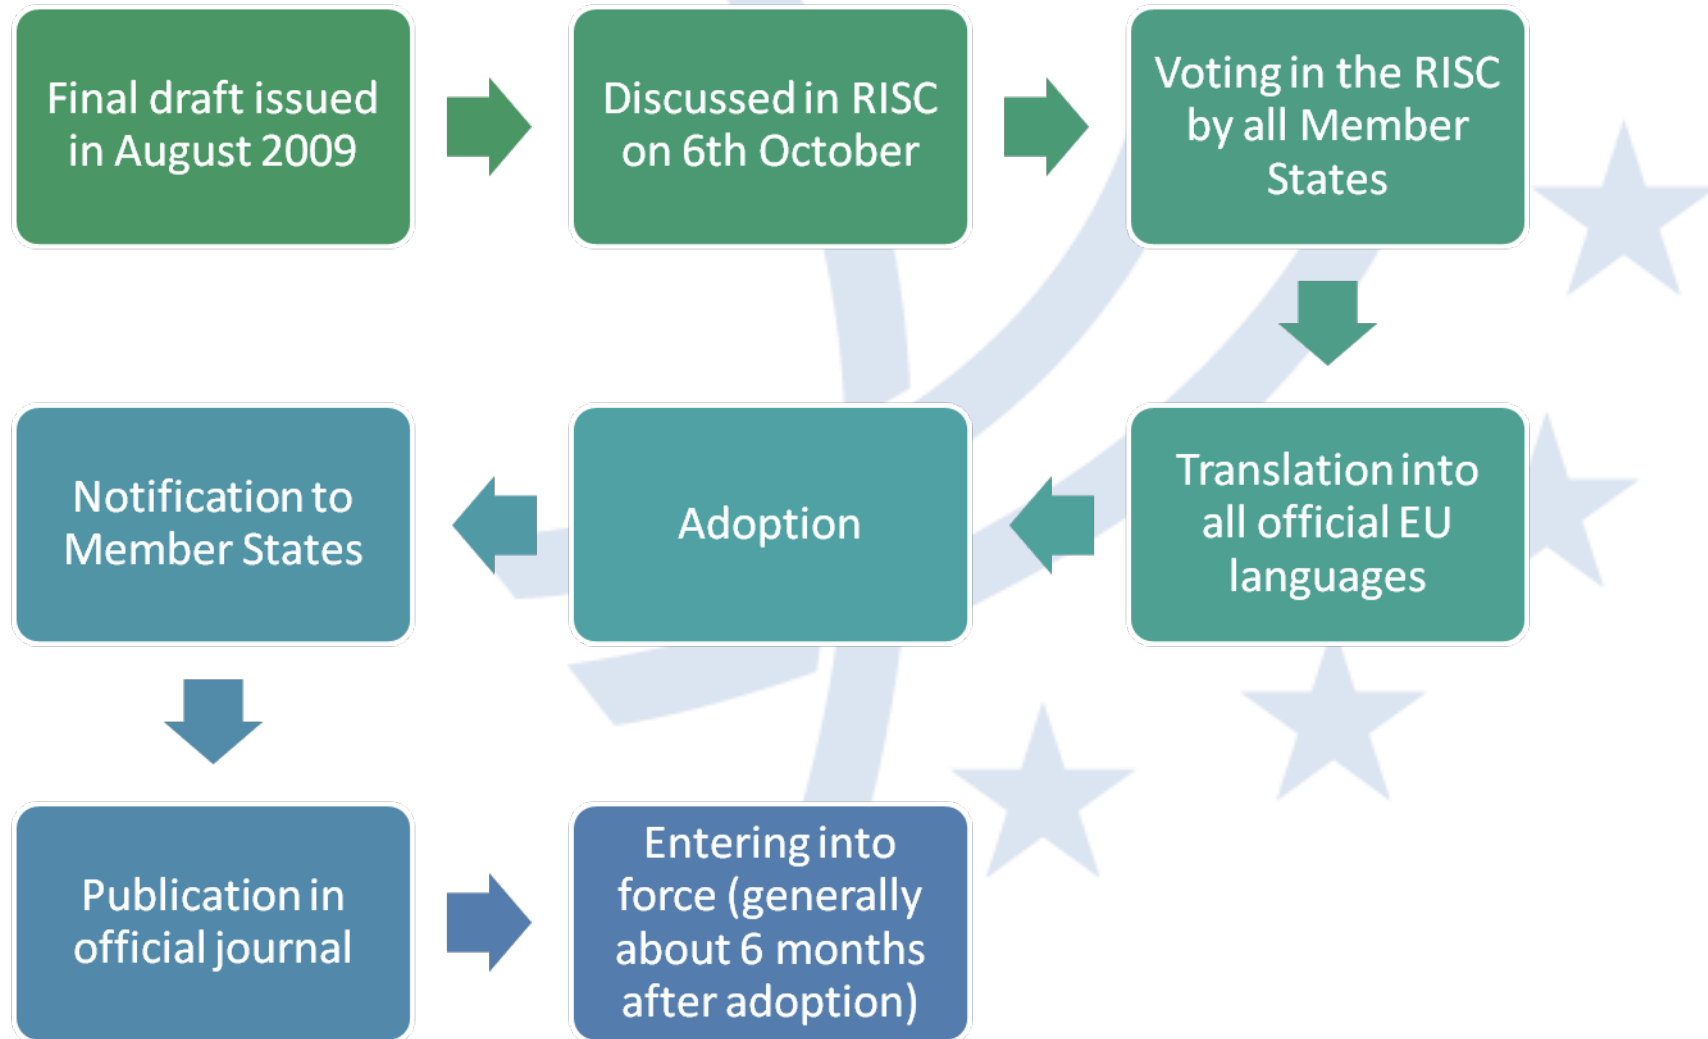 Final draft issued
in August 2009
Discussed in RISC
on 6th October
Voting in the RISC
by all Member
States
Translation into
all official EU
languages
Adoption
Notification to
Member States
Publication in
official journal
Entering into
force (generally
about 6 months
after adoption)